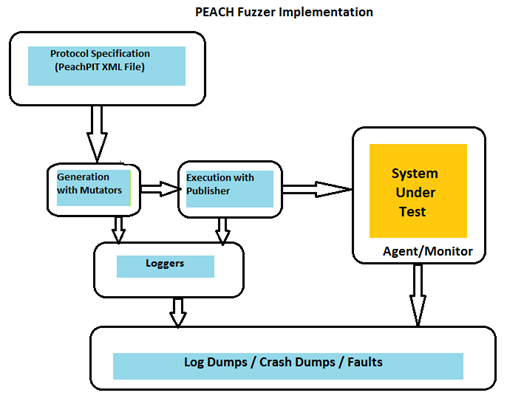 PEACH Fuzzer Implementation
Protocol Specification
(PeachPIT XML File)
Generation
with Mutators
Execution with
Publisher
System
Under
Test
Agent/Monitor
Loggers
Log Dumps / Crash Dumps / Faults